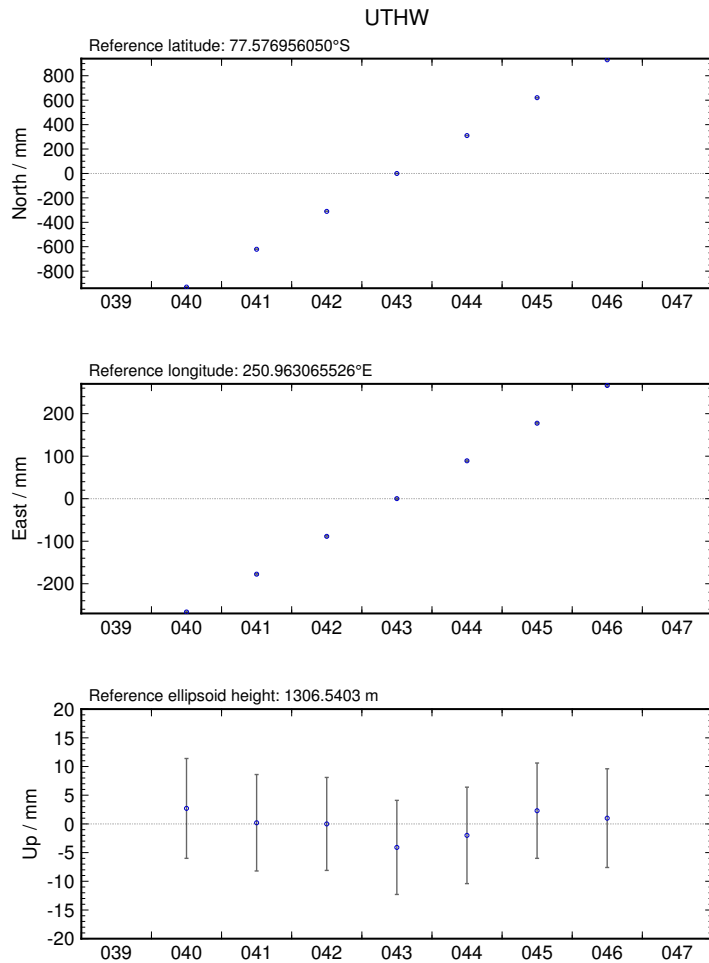 UTHW
Reference latitude: 77.576956050°S
North / mm
800
600
400
200
0
-200
-400
-600
-800
039 040 041 042 043 044 045 046 047
Reference longitude: 250.963065526°E
East / mm
200
100
0
-100
-200
039 040 041 042 043 044 045 046 047
Reference ellipsoid height: 1306.5403 m
Up / mm
20
15
10
5
0
-5
-10
-15
-20
039 040 041 042 043 044 045 046 047